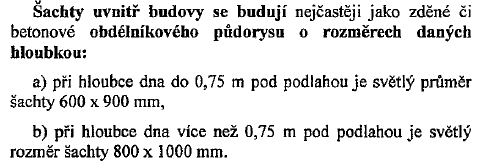 Šachty uvnitř budovy se budují nejčastěji jako zděné či
betonové obdélníkového půdorysu o rozměrech daných
hloubkou:
a) při hloubce dna do 0,75 m pod podlahou je světlý průměr
šachty 600 x 900 mm,
b) při hloubce dna více než 0,75 m pod podlahou je světlý
rozměr šachty 800 x 1000 mm.